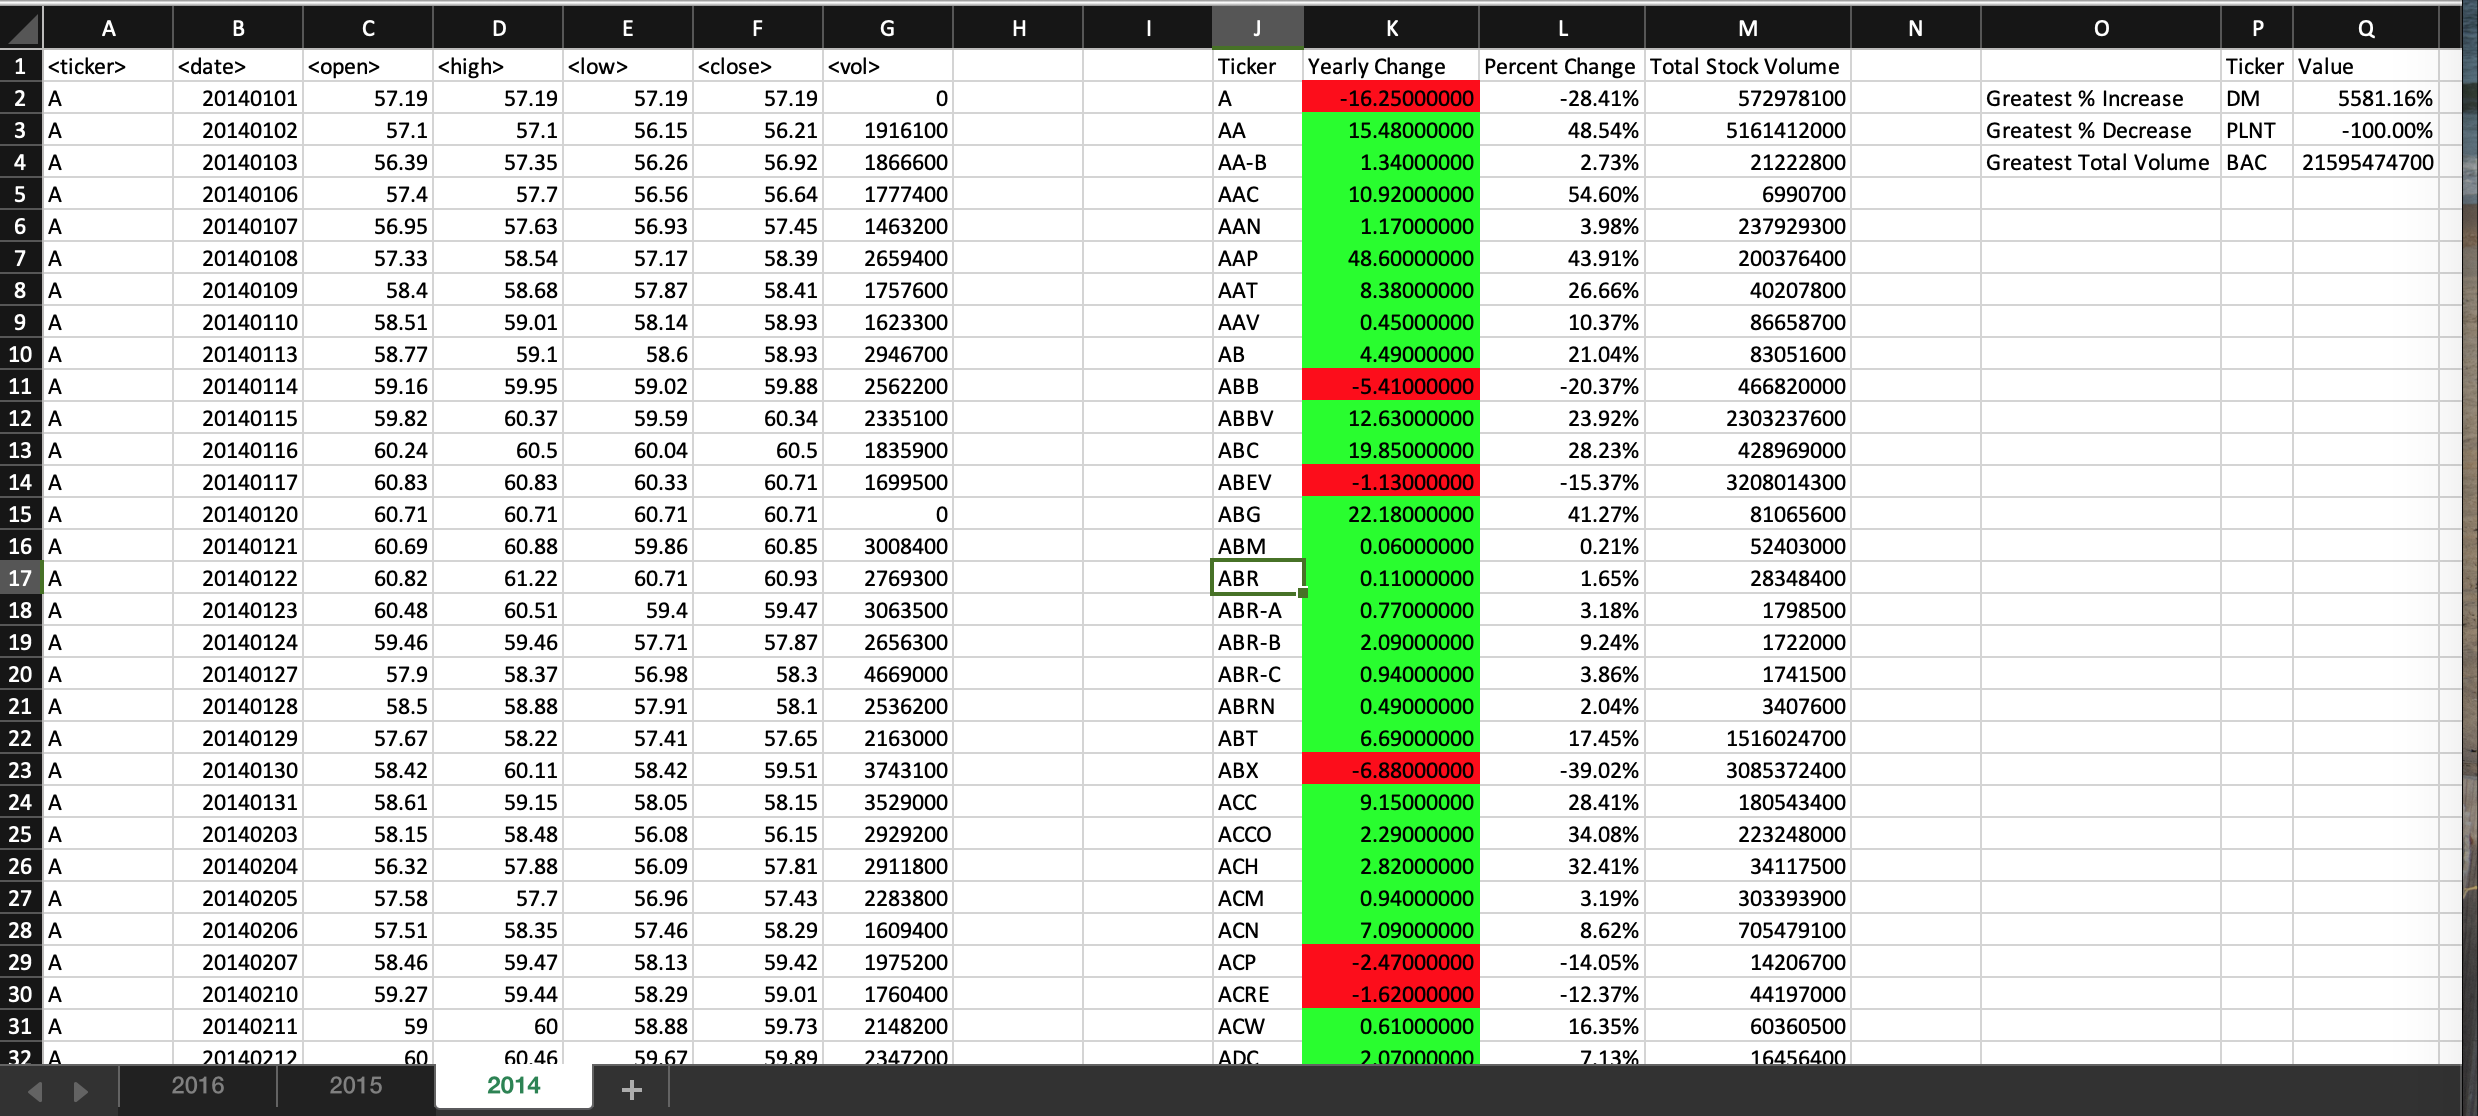 A B C D E F G H I J K L M N O P Q
1 <ticker> <date> <open> <high> <low> <close> <vol> Ticker Yearly Change Percent Change Total Stock Volume Ticker Value
2 A 20140101 57.19 57.19 57.19 57.19 0 A -16.25000000 -28.41% 572978100 Greatest % Increase DM 5581.16%
3 A 20140102 57.1 57.1 56.15 56.21 1916100 AA 15.48000000 48.54% 5161412000 Greatest % Decrease PLNT -100.00%
4 A 20140103 56.39 57.35 56.26 56.92 1866600 AA-B 1.34000000 2.73% 21222800 Greatest Total Volume BAC 21595474700
5 A 20140106 57.4 57.7 56.56 56.64 1777400 AAC 10.92000000 54.60% 6990700
6 A 20140107 56.95 57.63 56.93 57.45 1463200 AAN 1.17000000 3.98% 237929300
7 A 20140108 57.33 58.54 57.17 58.39 2659400 AAP 48.60000000 43.91% 200376400
8 A 20140109 58.4 58.68 57.87 58.41 1757600 AAT 8.38000000 26.66% 40207800
9 A 20140110 58.51 59.01 58.14 58.93 1623300 AAV 0.45000000 10.37% 86658700
10 A 20140113 58.77 59.1 58.6 58.93 2946700 AB 4.49000000 21.04% 83051600
11 A 20140114 59.16 59.95 59.02 59.88 2562200 ABB -5.41000000 -20.37% 466820000
12 A 20140115 59.82 60.37 59.59 60.34 2335100 ABBV 12.63000000 23.92% 2303237600
13 A 20140116 60.24 60.5 60.04 60.5 1835900 ABC 19.85000000 28.23% 428969000
14 A 20140117 60.83 60.83 60.33 60.71 1699500 ABEV -1.13000000 -15.37% 3208014300
15 A 20140120 60.71 60.71 60.71 60.71 0 ABG 22.18000000 41.27% 81065600
16 A 20140121 60.69 60.88 59.86 60.85 3008400 ABM 0.06000000 0.21% 52403000
17 A 20140122 60.82 61.22 60.71 60.93 2769300 ABR 0.11000000 1.65% 28348400
18 A 20140123 60.48 60.51 59.4 59.47 3063500 ABR-A 0.77000000 3.18% 1798500
19 A 20140124 59.46 59.46 57.71 57.87 2656300 ABR-B 2.09000000 9.24% 1722000
20 A 20140127 57.9 58.37 56.98 58.3 4669000 ABR-C 0.94000000 3.86% 1741500
21 A 20140128 58.5 58.88 57.91 58.1 2536200 ABRN 0.49000000 2.04% 3407600
22 A 20140129 57.67 58.22 57.41 57.65 2163000 ABT 6.69000000 17.45% 1516024700
23 A 20140130 58.42 60.11 58.42 59.51 3743100 ABX -6.88000000 -39.02% 3085372400
24 A 20140131 58.61 59.15 58.05 58.15 3529000 ACC 9.15000000 28.41% 180543400
25 A 20140203 58.15 58.48 56.08 56.15 2929200 ACCO 2.29000000 34.08% 223248000
26 A 20140204 56.32 57.88 56.09 57.81 2911800 ACH 2.82000000 32.41% 34117500
27 A 20140205 57.58 57.7 56.96 57.43 2283800 ACM 0.94000000 3.19% 303393900
28 A 20140206 57.51 58.35 57.46 58.29 1609400 ACN 7.09000000 8.62% 705479100
29 A 20140207 58.46 59.47 58.13 59.42 1975200 ACP -2.47000000 -14.05% 14206700
30 A 20140210 59.27 59.44 58.29 59.01 1760400 ACRE -1.62000000 -12.37% 44197000
31 A 20140211 59 60 58.88 59.73 2148200 ACW 0.61000000 16.35% 60360500
32 A 20140212 60 60.46 59.67 59.89 2347200 ADC 2.07000000 7.13% 16456400
2016 2015 2014 +